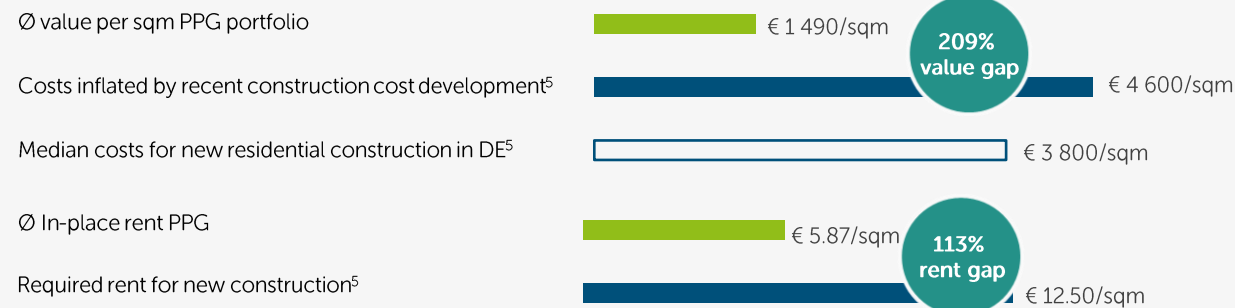 Ø value per sqm PPG portfolio
€ 1 490/sqm
209%
value gap
Costs inflated by recent construction cost development⁵
€ 4 600/sqm
Median costs for new residential construction in DE⁵
€ 3 800/sqm
Ø In-place rent PPG
€ 5.87/sqm
113%
rent gap
Required rent for new construction⁵
€ 12.50/sqm